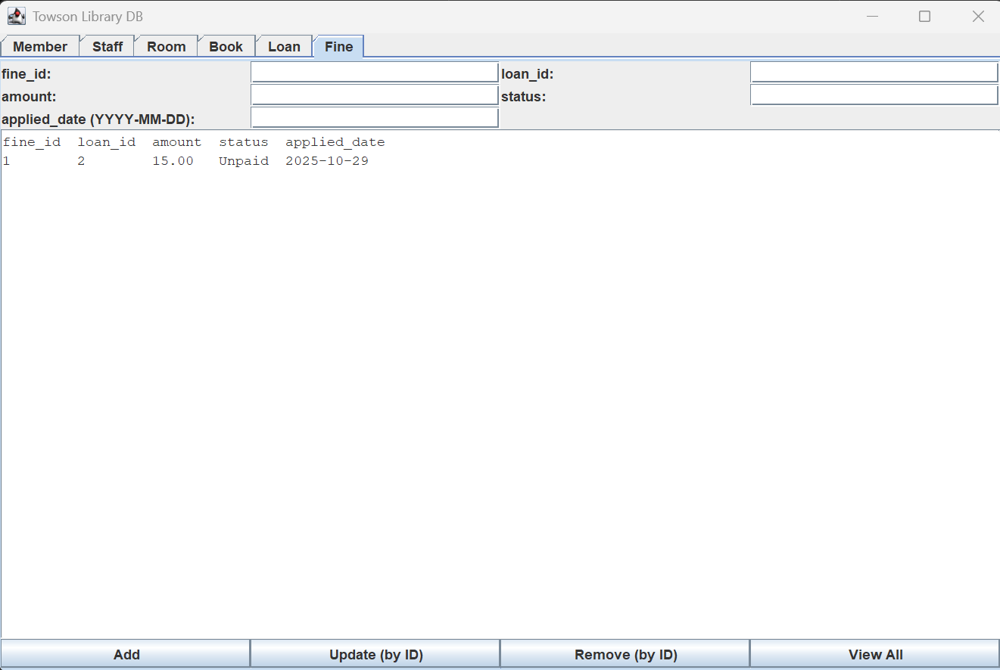 Towson Library DB
Member Staff Room Book Loan Fine
fine_id: loan_id:
amount: status:
applied_date (YYYY-MM-DD):
fine_id loan_id amount status applied_date
1 2 15.00 Unpaid 2025-10-29
Add Update (by ID) Remove (by ID) View All